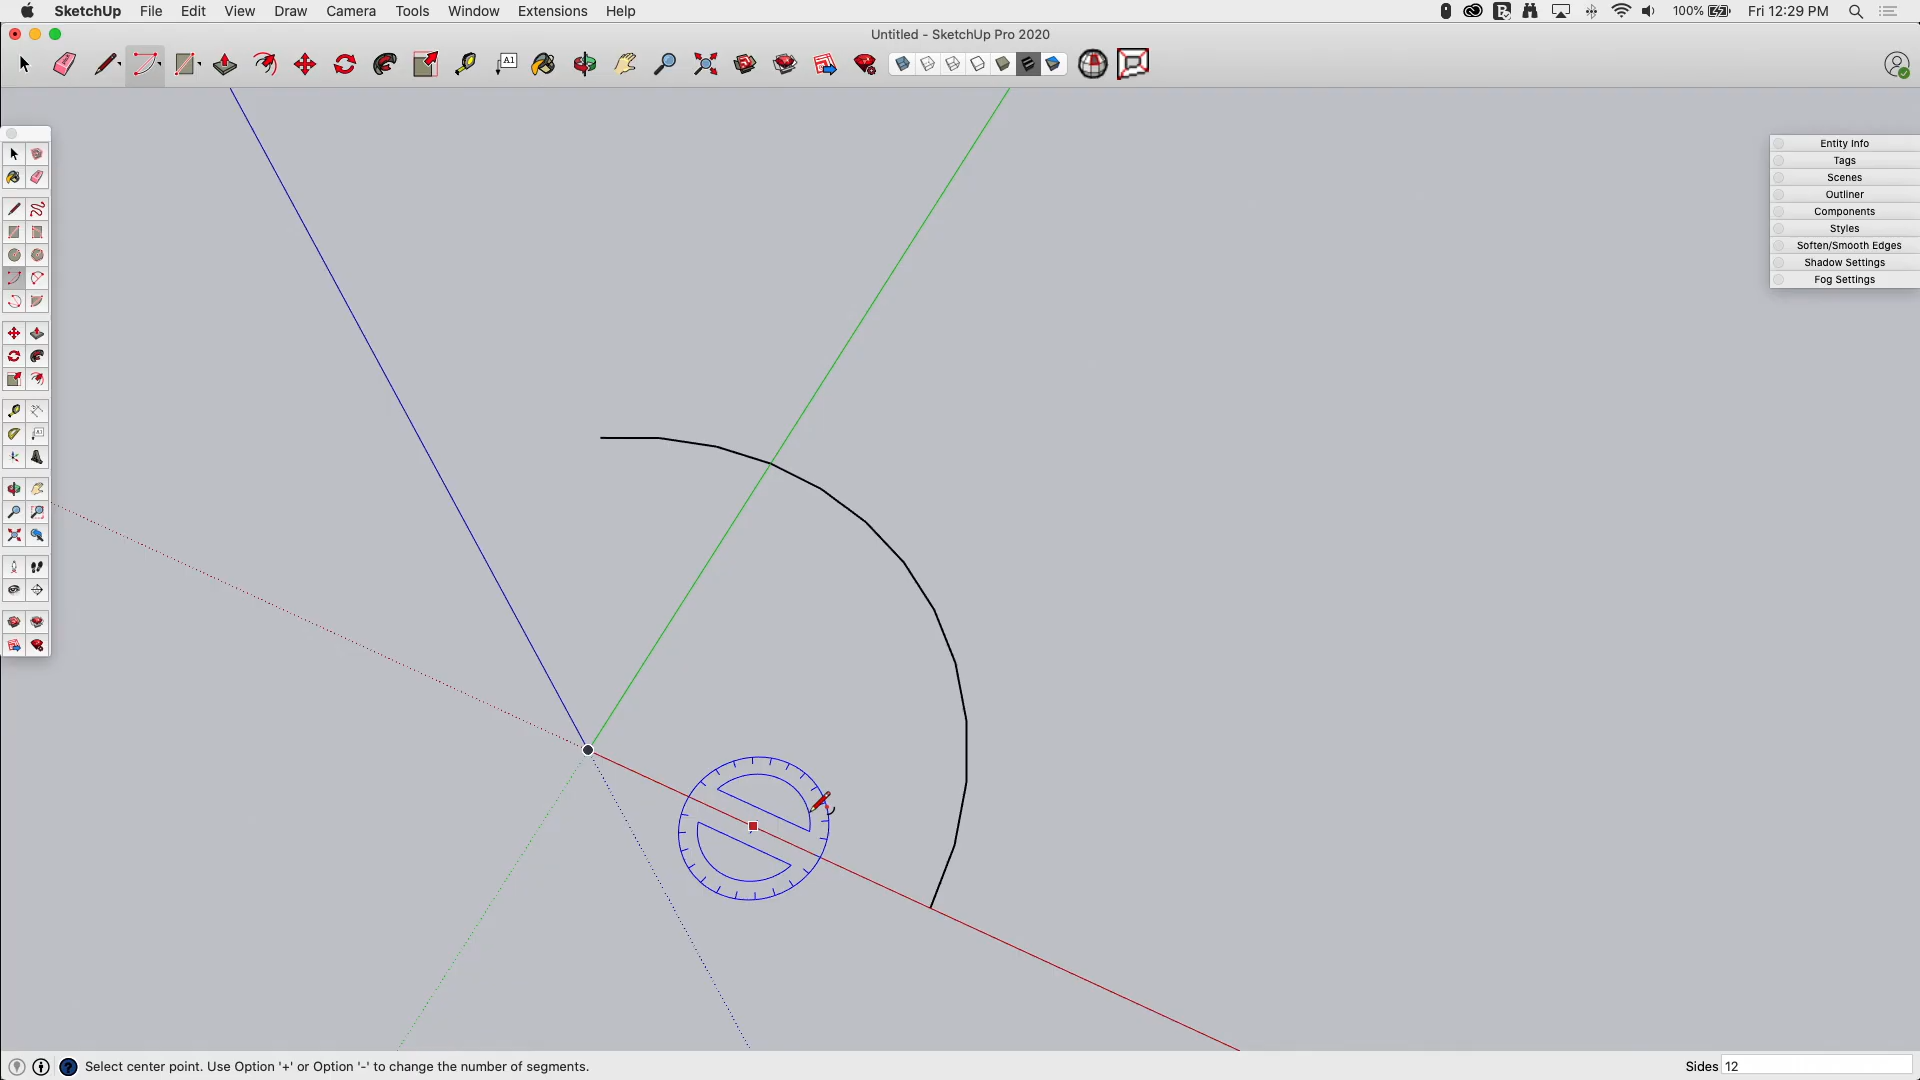 SketchUp File Edit View Draw Camera Tools Window Extensions Help 100% Fri 12:29 PM
Untitled - SketchUp Pro 2020
A1
Entity Info
Tags
Scenes
Outliner
Components
Styles
Soften/Smooth Edges
Shadow Settings
Fog Settings
Select center point. Use Option '+' or Option '-' to change the number of segments.
Sides 12